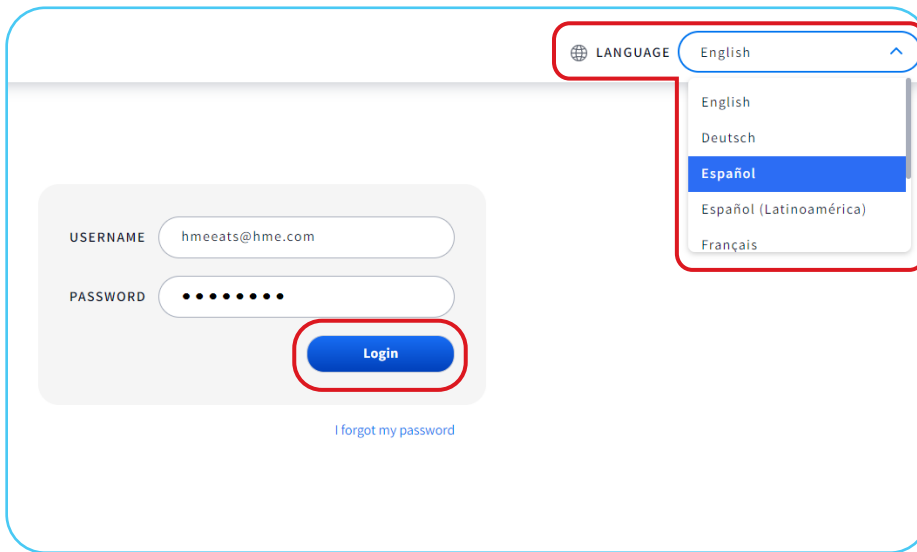 LANGUAGE English
English
Deutsch
Español
Español (Latinoamérica)
Français
USERNAME hmeeats@hme.com
PASSWORD ••••••••
Login
I forgot my password